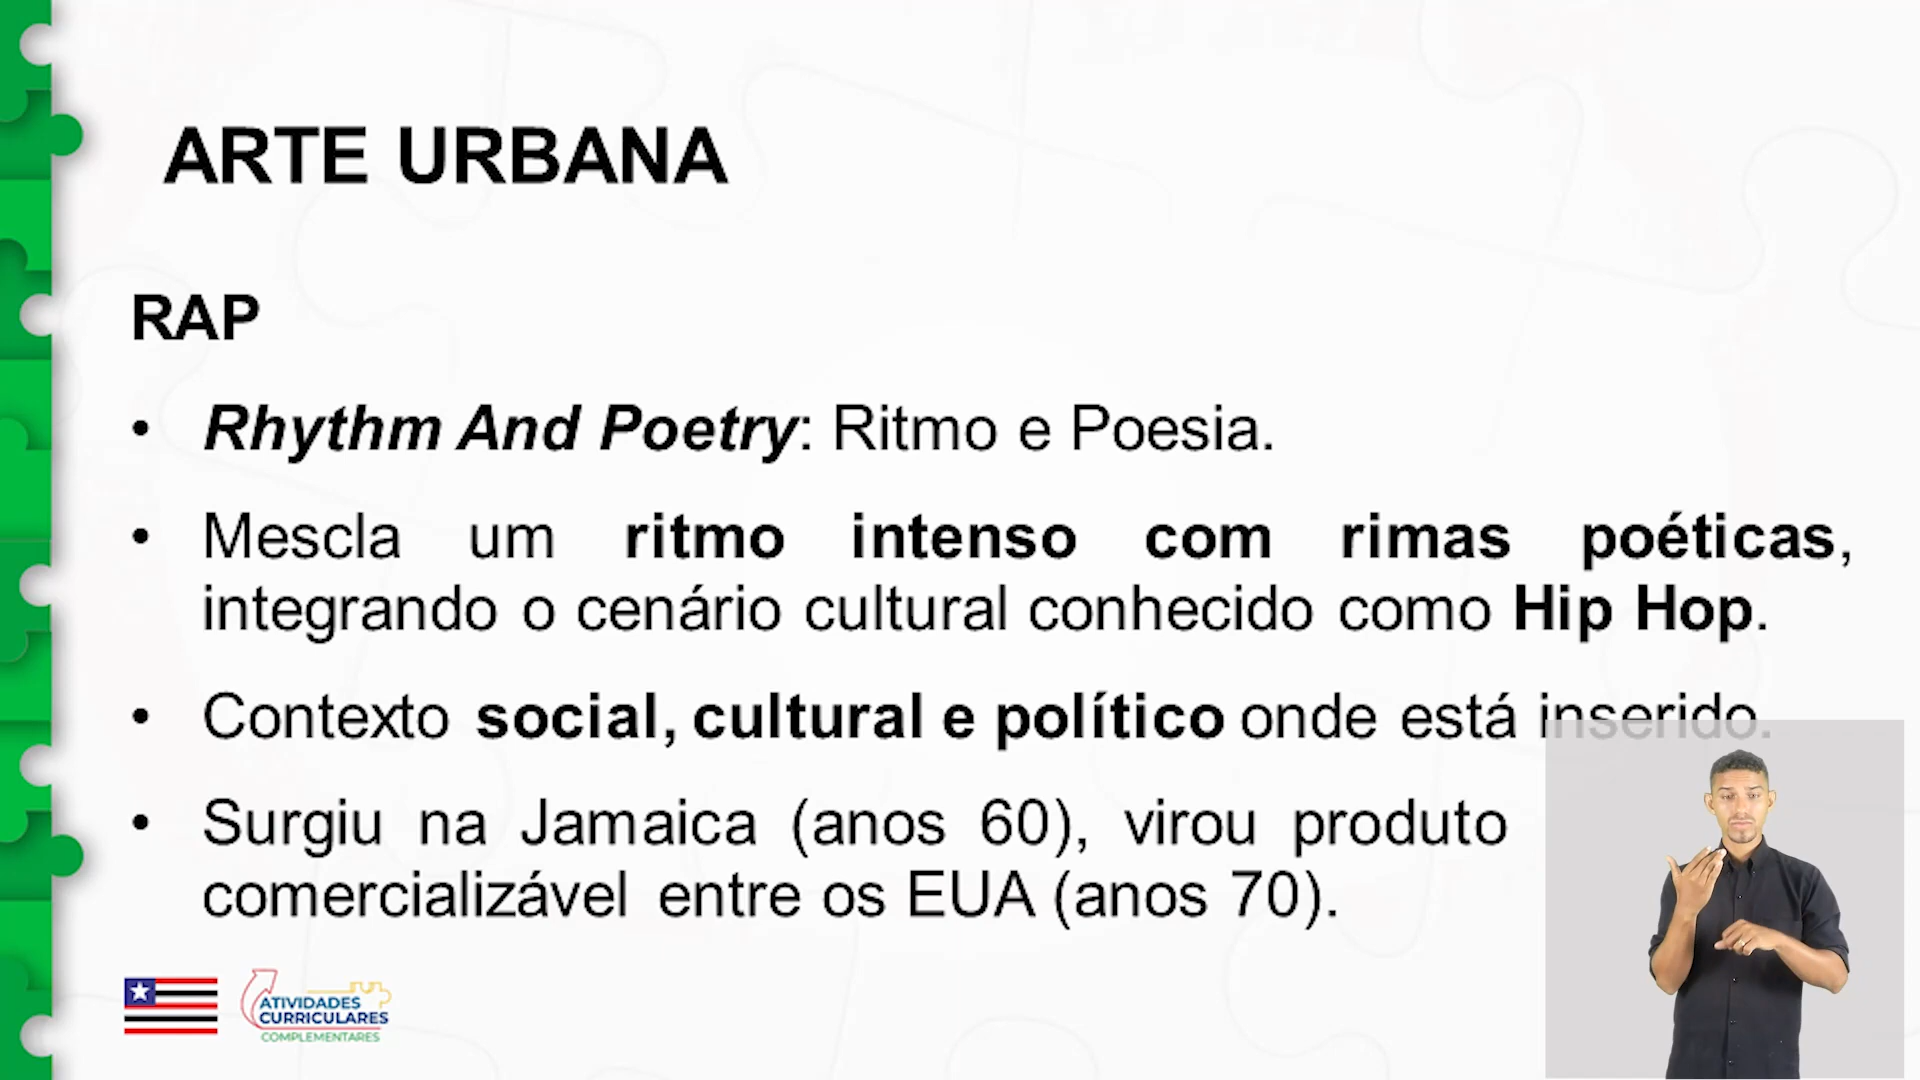 ARTE URBANA
RAP
• Rhythm And Poetry: Ritmo e Poesia.
• Mescla um ritmo intenso com rimas poéticas,
integrando o cenário cultural conhecido como Hip Hop.
• Contexto social, cultural e político onde está inserido.
• Surgiu na Jamaica (anos 60), virou produto
comercializável entre os EUA (anos 70).
ATIVIDADES
CURRICULARES
COMPLEMENTARES